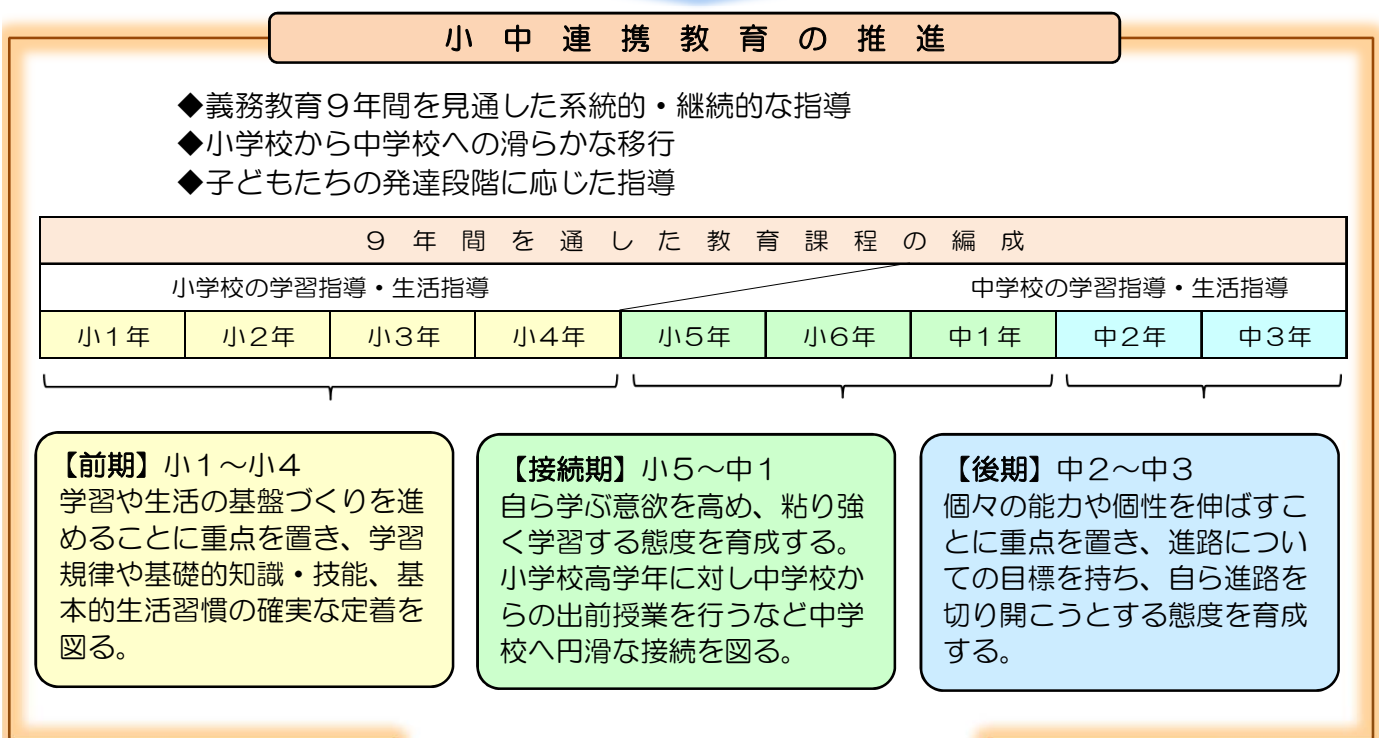 小中連携教育の推進
◆義務教育９年間を見通した系統的・継続的な指導
◆小学校から中学校への滑らかな移行
◆子どもたちの発達段階に応じた指導
９年間を通した教育課程の編成
小学校の学習指導・生活指導
中学校の学習指導・生活指導
小１年 小２年 小３年 小４年 小５年 小６年 中１年 中２年 中３年
【前期】小１～小４
学習や生活の基盤づくりを進
めることに重点を置き、学習
規律や基礎的知識・技能、基
本的生活習慣の確実な定着を
図る。
【接続期】小５～中１
自ら学ぶ意欲を高め、粘り強
く学習する態度を育成する。
小学校高学年に対し中学校か
らの出前授業を行うなど中学
校へ円滑な接続を図る。
【後期】中２～中３
個々の能力や個性を伸ばすこ
とに重点を置き、進路につい
ての目標を持ち、自ら進路を
切り開こうとする態度を育成
する。